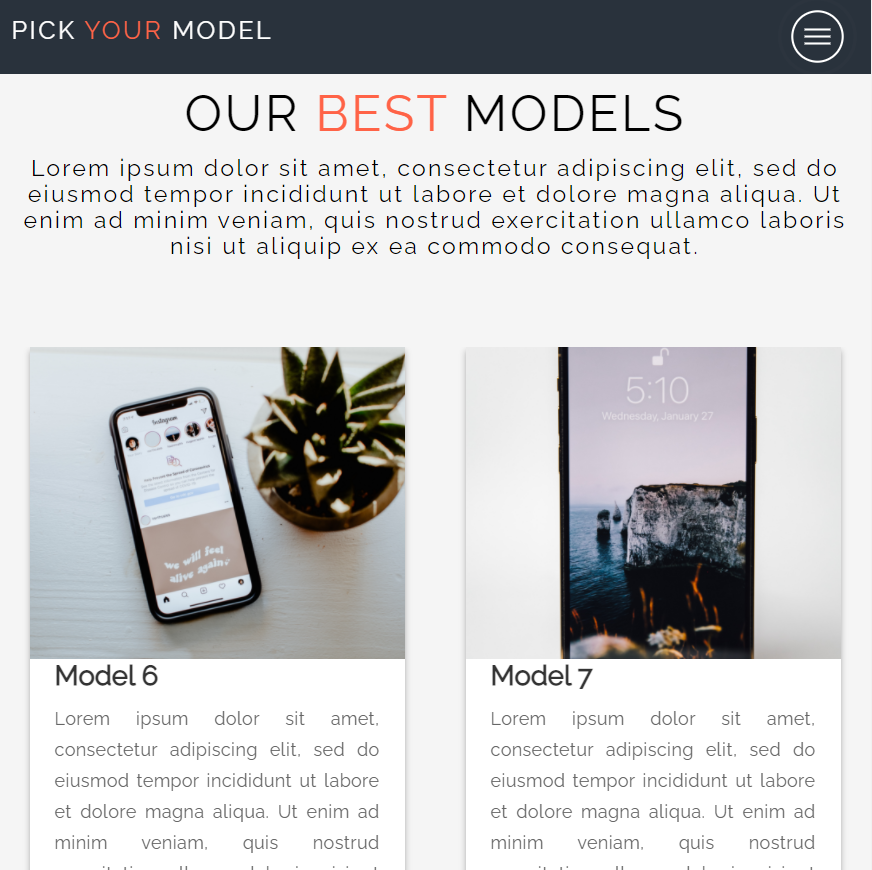 PICK YOUR MODEL
OUR BEST MODELS
Lorem ipsum dolor sit amet, consectetur adipiscing elit, sed do
eiusmod tempor incididunt ut labore et dolore magna aliqua. Ut
enim ad minim veniam, quis nostrud exercitation ullamco laboris
nisi ut aliquip ex ea commodo consequat.
Instagram
we will feel
alive again?
Model 6
Lorem ipsum dolor sit amet,
consectetur adipiscing elit, sed do
eiusmod tempor incididunt ut labore
et dolore magna aliqua. Ut enim ad
minim veniam, quis nostrud
5:10
Wednesday, January 27
Model 7
Lorem ipsum dolor sit amet,
consectetur adipiscing elit, sed do
eiusmod tempor incididunt ut labore
et dolore magna aliqua. Ut enim ad
minim veniam, quis nostrud